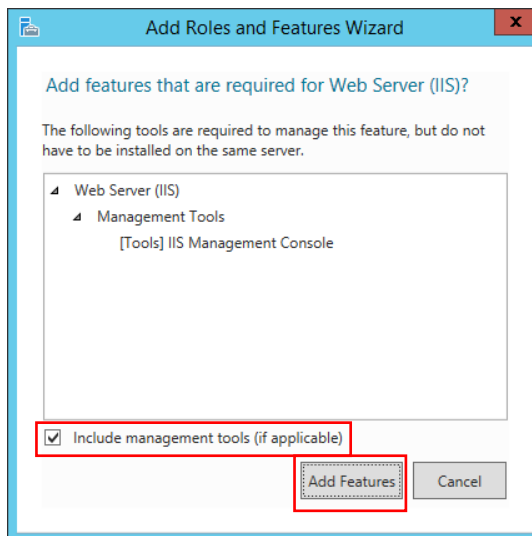 Add Roles and Features Wizard
x
Add features that are required for Web Server (IIS)?
The following tools are required to manage this feature, but do not
have to be installed on the same server.
Web Server (IIS)
Management Tools
[Tools] IIS Management Console
Include management tools (if applicable)
Add Features
Cancel